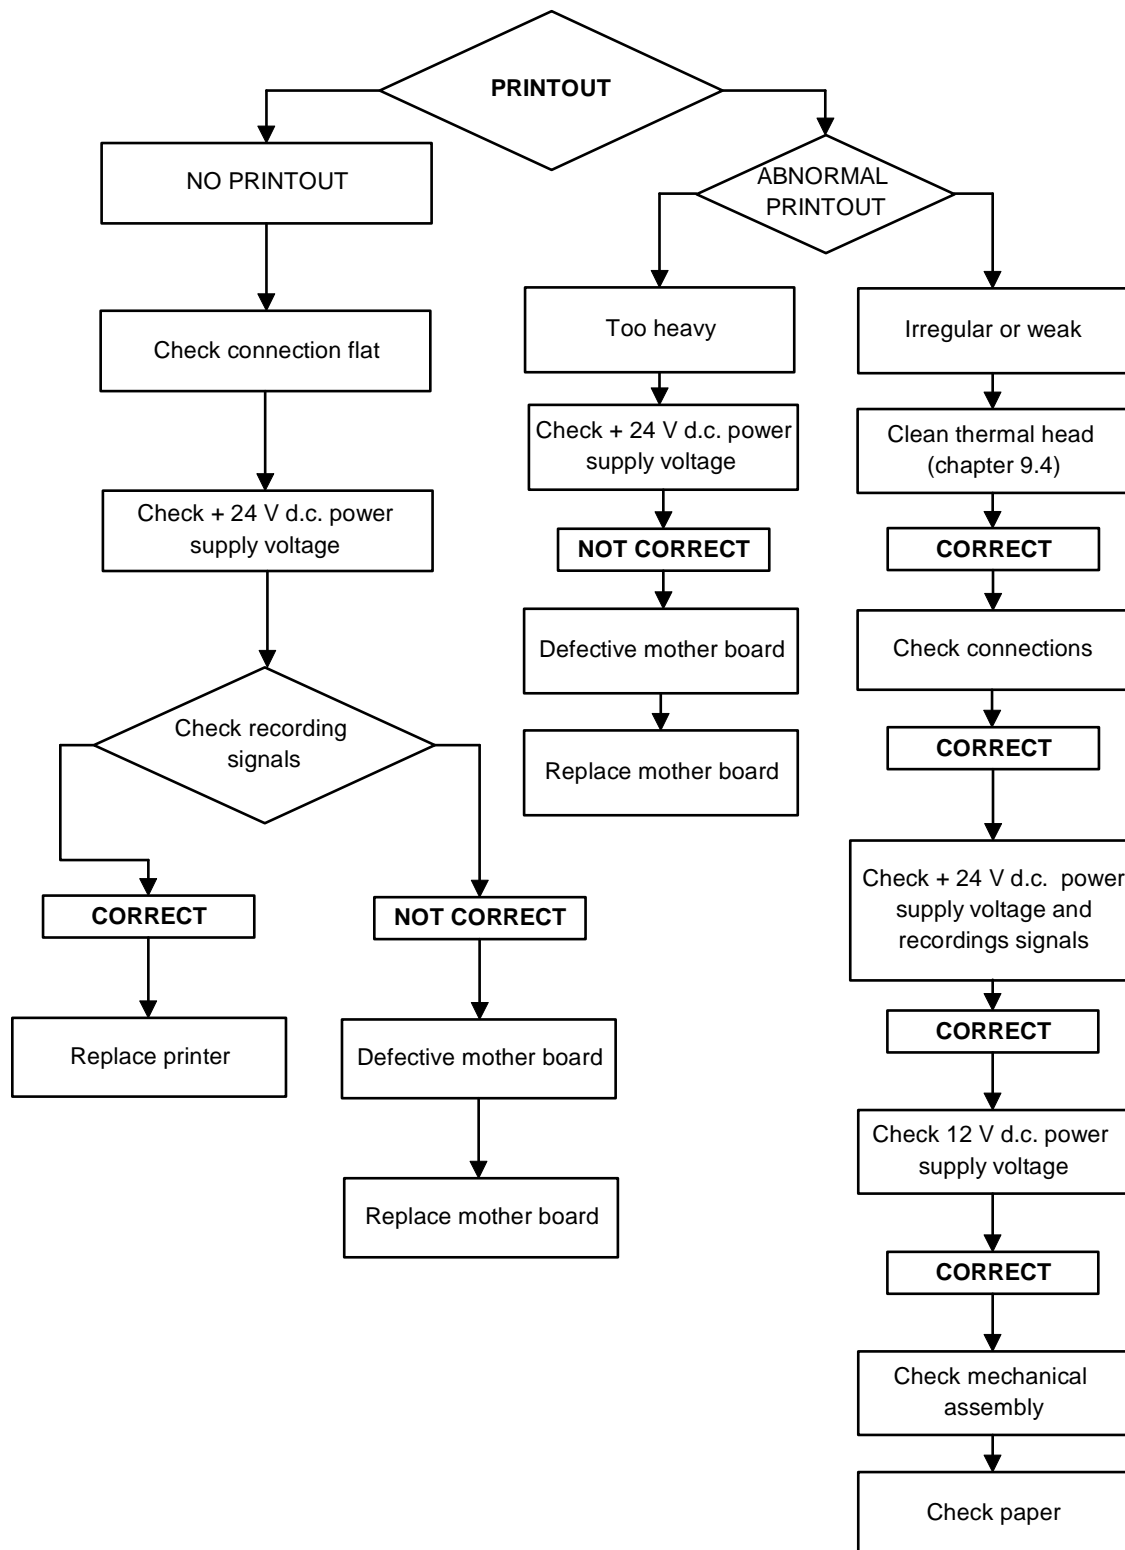 PRINTOUT
NO PRINTOUT
Check connection flat
Check + 24 V d.c. power
supply voltage
Check recording
signals
CORRECT
Replace printer
NOT CORRECT
Defective mother board
Replace mother board
ABNORMAL
PRINTOUT
Too heavy
Check + 24 V d.c. power
supply voltage
NOT CORRECT
Defective mother board
Replace mother board
Irregular or weak
Clean thermal head
(chapter 9.4)
CORRECT
Check connections
CORRECT
Check + 24 V d.c. power
supply voltage and
recordings signals
CORRECT
Check 12 V d.c. power
supply voltage
CORRECT
Check mechanical
assembly
Check paper